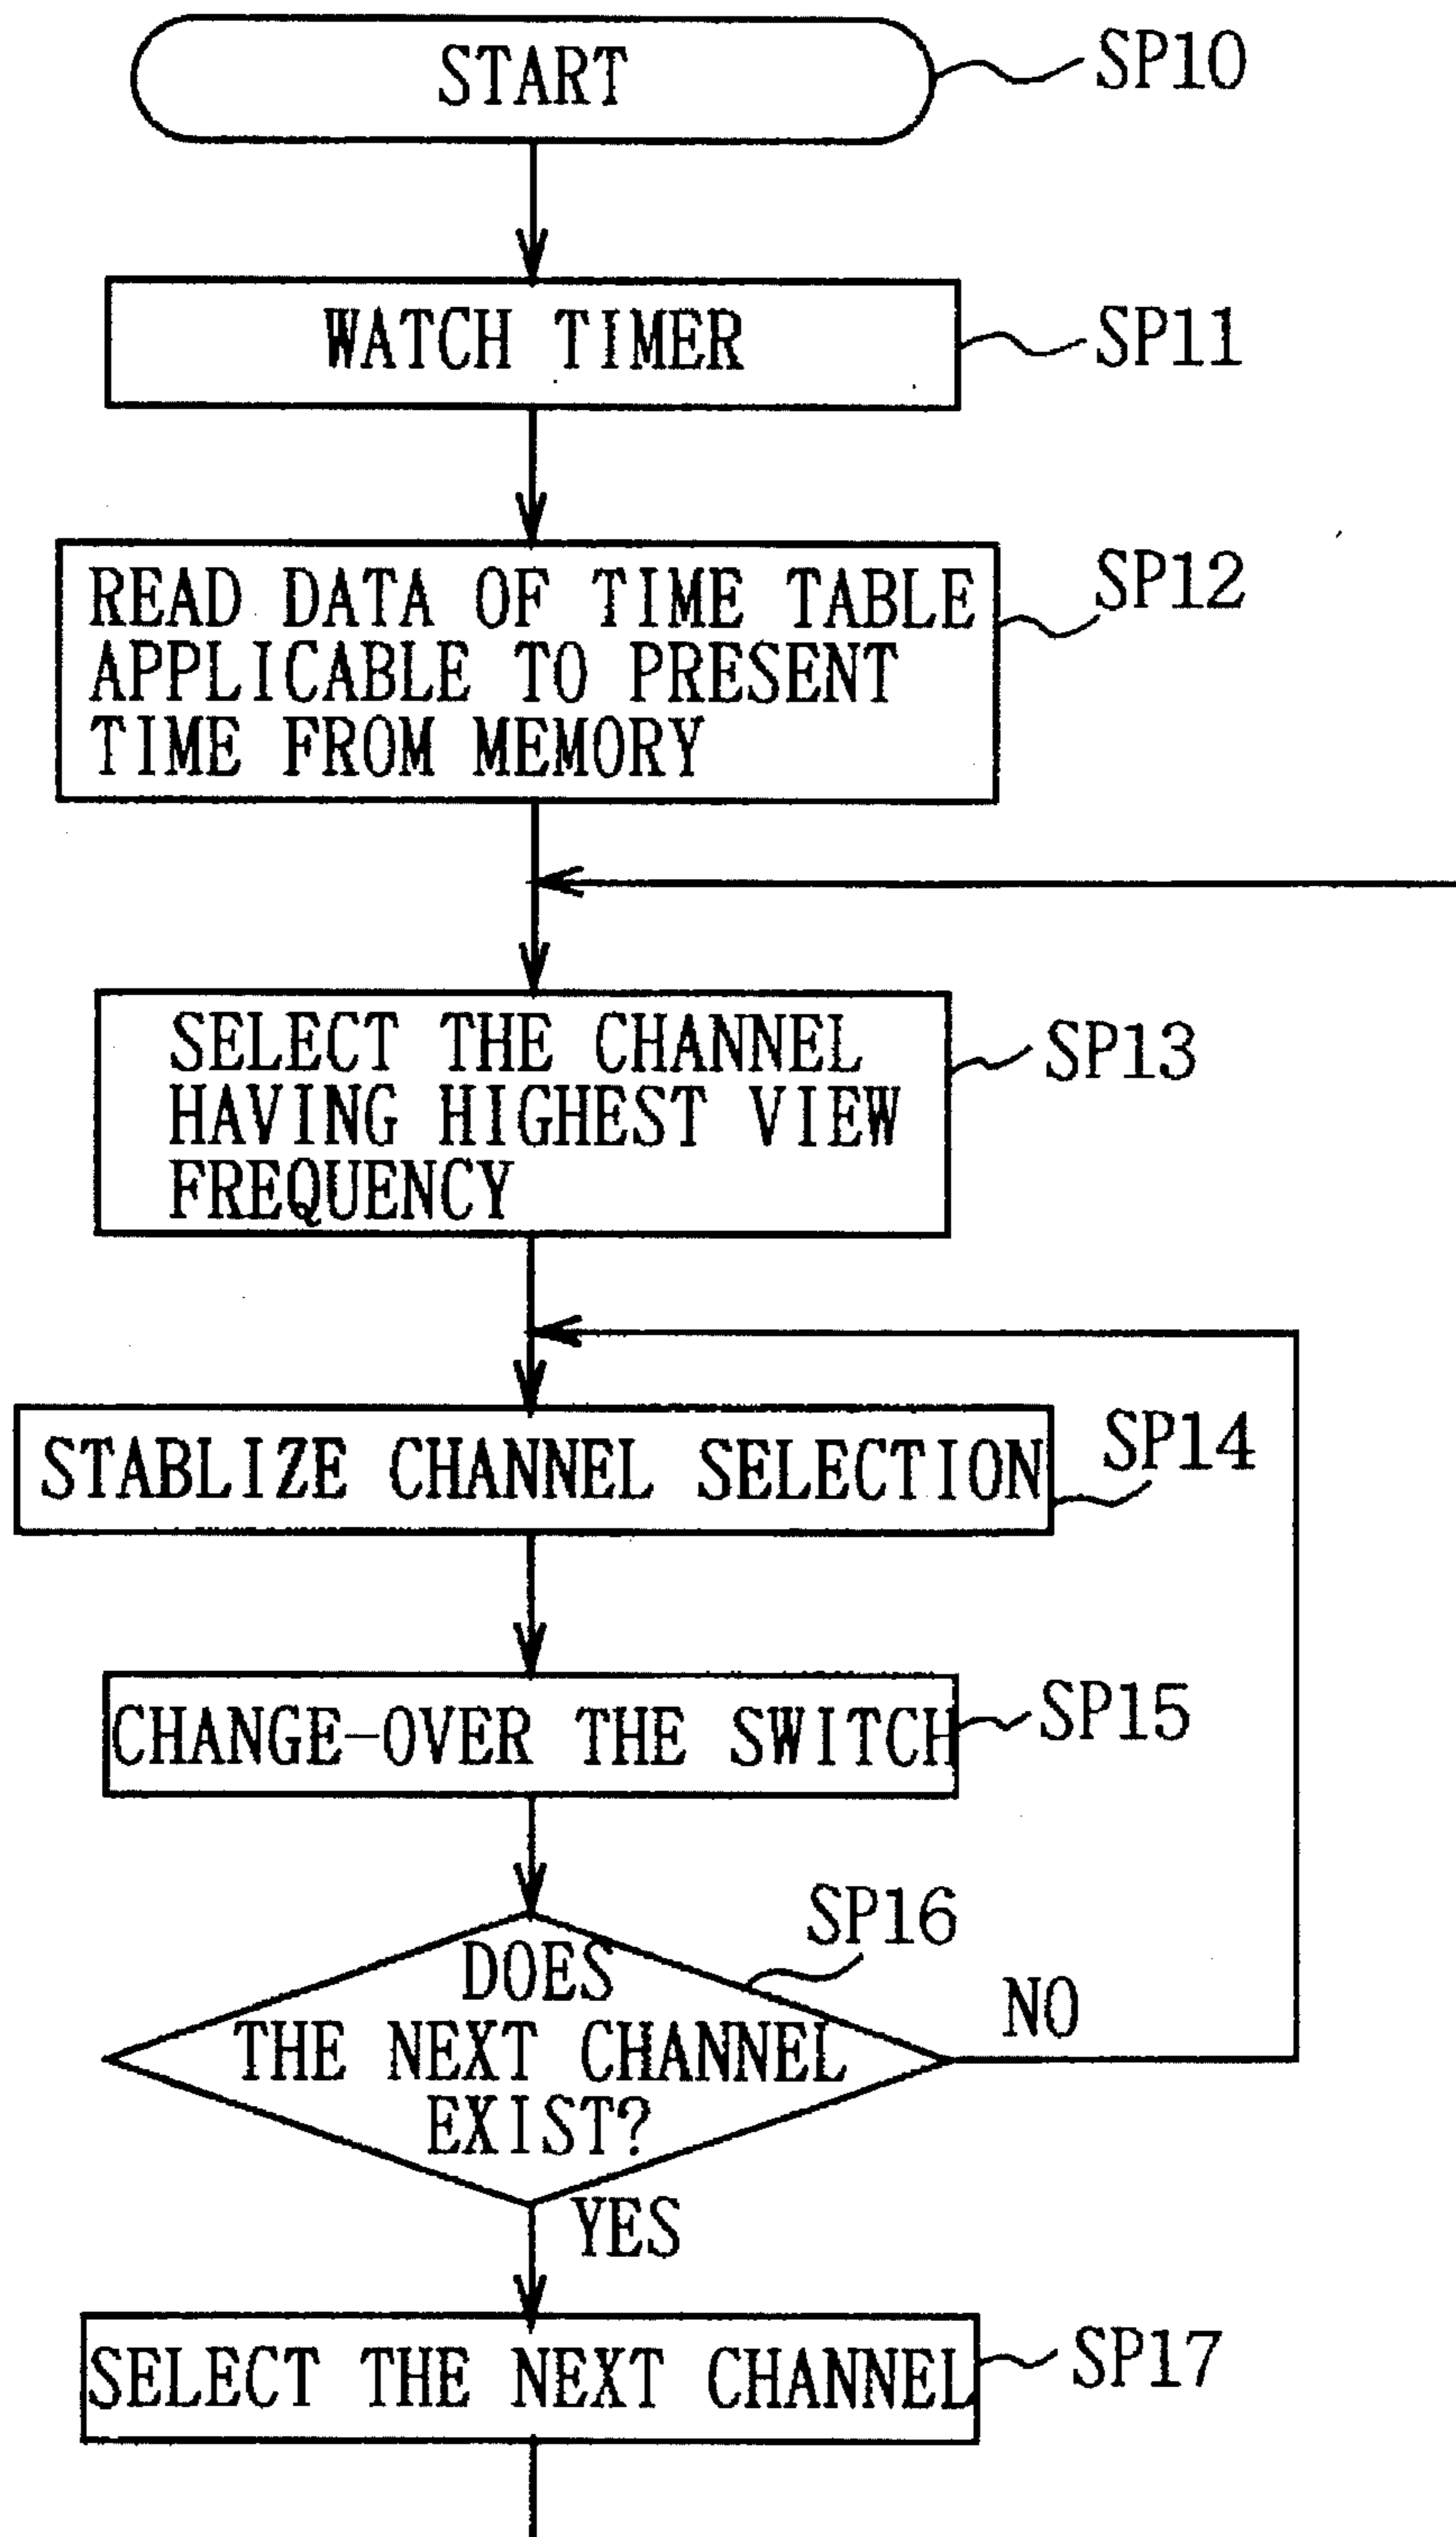 START
SP10
WATCH TIMER
SP11
READ DATA OF TIME TABLE
APPLICABLE TO PRESENT
TIME FROM MEMORY
SP12
SELECT THE CHANNEL
HAVING HIGHEST VIEW
FREQUENCY
SP13
STABLIZE CHANNEL SELECTION
SP14
CHANGE-OVER THE SWITCH
SP15
SP16
DOES
THE NEXT CHANNEL
EXIST?
NO
YES
SELECT THE NEXT CHANNEL
SP17